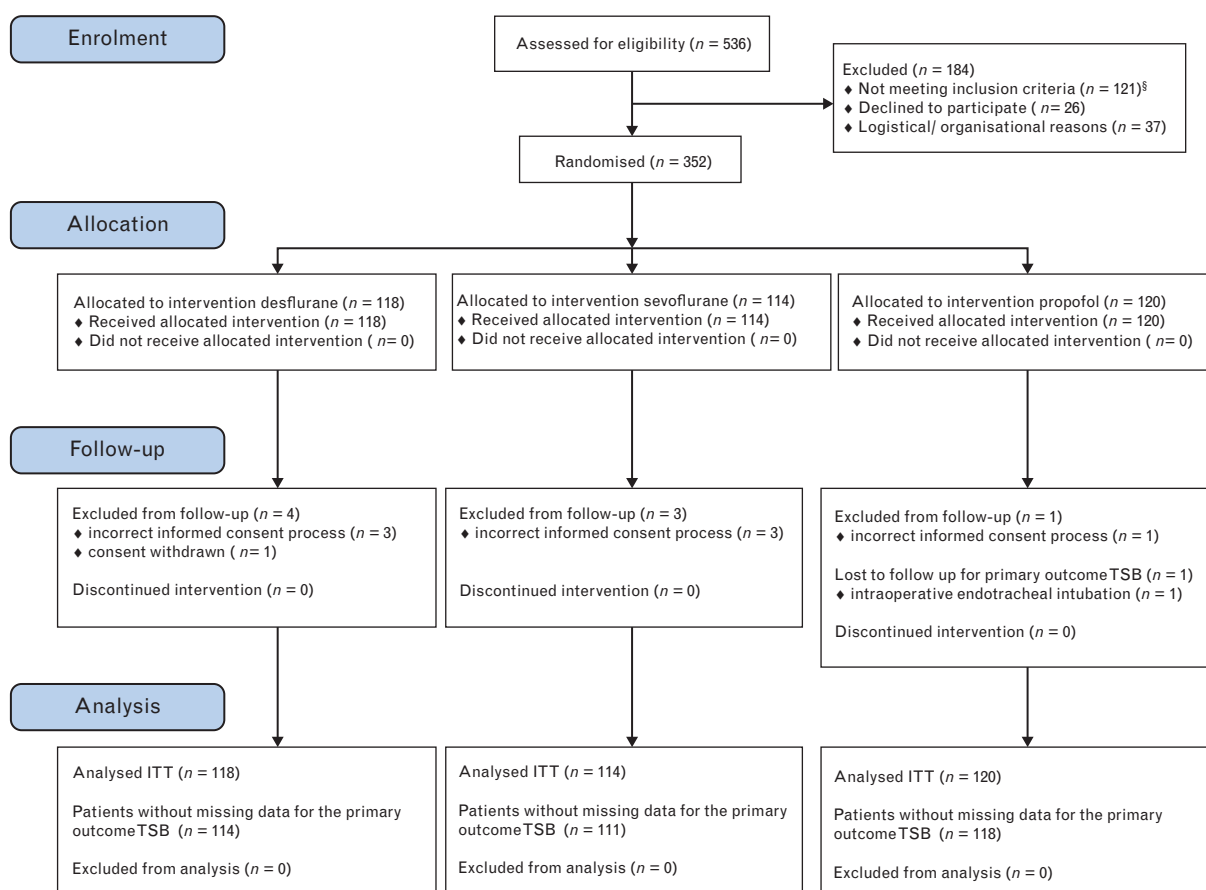 Enrolment
Assessed for eligibility (n = 536)
Excluded (n = 184)
♦ Not meeting inclusion criteria (n = 121)§
♦ Declined to participate ( n = 26)
♦ Logistical/ organisational reasons (n = 37)
Randomised (n = 352)
Allocation
Allocated to intervention desflurane (n = 118)
♦ Received allocated intervention (n = 118)
♦ Did not receive allocated intervention ( n= 0)
Allocated to intervention sevoflurane (n = 114)
♦ Received allocated intervention (n = 114)
♦ Did not receive allocated intervention ( n= 0)
Allocated to intervention propofol (n = 120)
♦ Received allocated intervention (n = 120)
♦ Did not receive allocated intervention ( n= 0)
Follow-up
Excluded from follow-up (n = 4)
♦ incorrect informed consent process (n = 3)
♦ consent withdrawn ( n= 1)
Discontinued intervention (n = 0)
Excluded from follow-up (n = 3)
♦ incorrect informed consent process (n = 3)
Discontinued intervention (n = 0)
Excluded from follow-up (n = 1)
♦ incorrect informed consent process (n = 1)
Lost to follow up for primary outcome TSB (n = 1)
♦ intraoperative endotracheal intubation (n = 1)
Discontinued intervention (n = 0)
Analysis
Analysed ITT (n = 118)
Patients without missing data for the primary
outcome TSB (n = 114)
Excluded from analysis (n = 0)
Analysed ITT (n = 114)
Patients without missing data for the primary
outcome TSB (n = 111)
Excluded from analysis (n = 0)
Analysed ITT (n = 120)
Patients without missing data for the primary
outcome TSB (n = 118)
Excluded from analysis (n = 0)